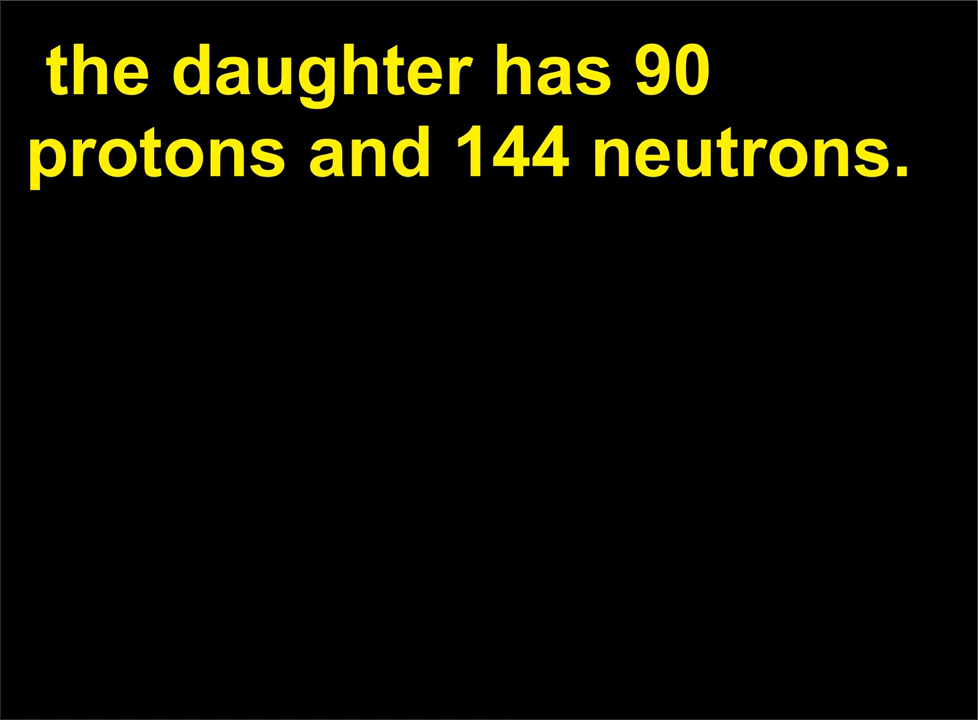 the daughter has 90
protons and 144 neutrons.